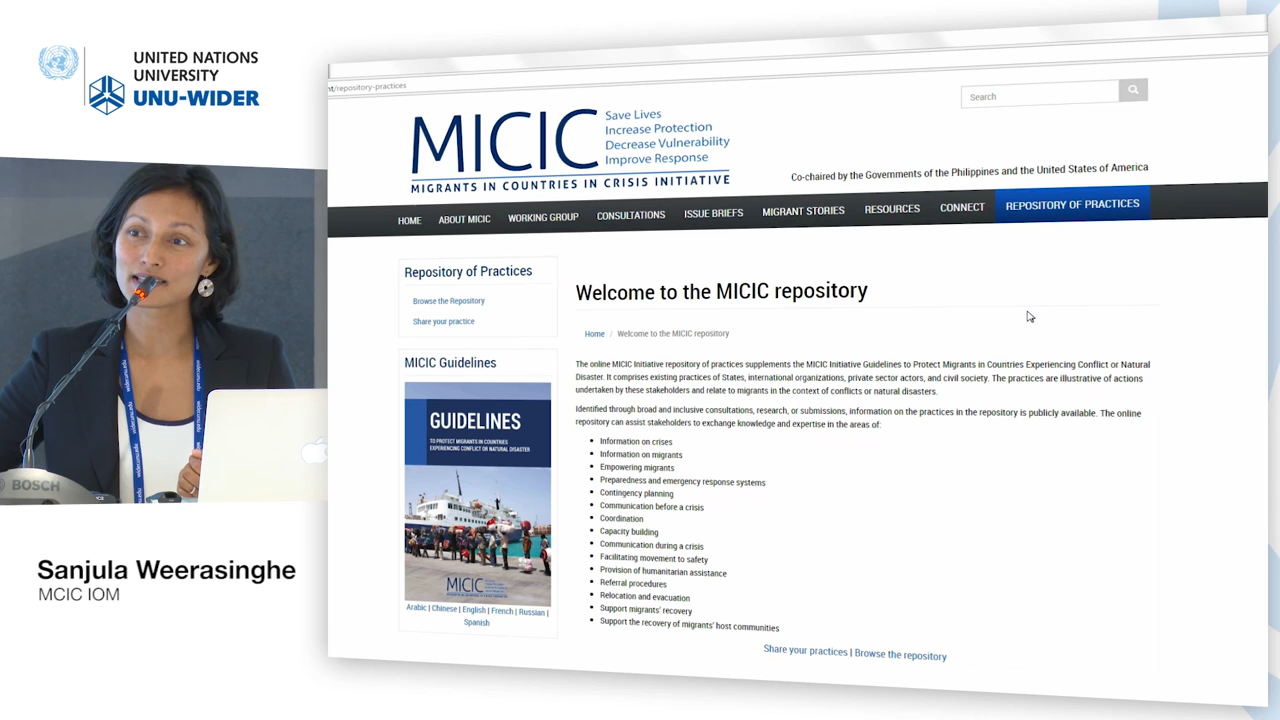 UNITED NATIONS
UNIVERSITY
UNU-WIDER
BOSCH
Sanjula Weerasinghe
MCIC IOM
nt/repository-practices
Search
MICIC
Save Lives
Increase Protection
Decrease Vulnerability
Improve Response
MIGRANTS IN COUNTRIES IN CRISIS INITIATIVE
Co-chaired by the Governments of the Philippines and the United States of America
HOME ABOUT MICIC WORKING GROUP CONSULTATIONS ISSUE BRIEFS MIGRANT STORIES RESOURCES CONNECT REPOSITORY OF PRACTICES
Repository of Practices
Browse the Repository
Share your practice
MICIC Guidelines
GUIDELINES
TO PROTECT MIGRANTS IN COUNTRIES
EXPERIENCING CONFLICT OR NATURAL DISASTER
MICIC
Arabic | Chinese | English | French | Russian |
Spanish
Welcome to the MICIC repository
Home / Welcome to the MICIC repository
The online MICIC Initiative repository of practices supplements the MICIC Initiative Guidelines to Protect Migrants in Countries Experiencing Conflict or Natural
Disaster. It comprises existing practices of States, international organizations, private sector actors, and civil society. The practices are illustrative of actions
undertaken by these stakeholders and relate to migrants in the context of conflicts or natural disasters.
Identified through broad and inclusive consultations, research, or submissions, information on the practices in the repository is publicly available. The online
repository can assist stakeholders to exchange knowledge and expertise in the areas of:
• Information on crises
• Information on migrants
• Empowering migrants
• Preparedness and emergency response systems
• Contingency planning
• Communication before a crisis
• Coordination
• Capacity building
• Communication during a crisis
• Facilitating movement to safety
• Provision of humanitarian assistance
• Referral procedures
• Relocation and evacuation
• Support migrants' recovery
• Support the recovery of migrants' host communities
Share your practices | Browse the repository